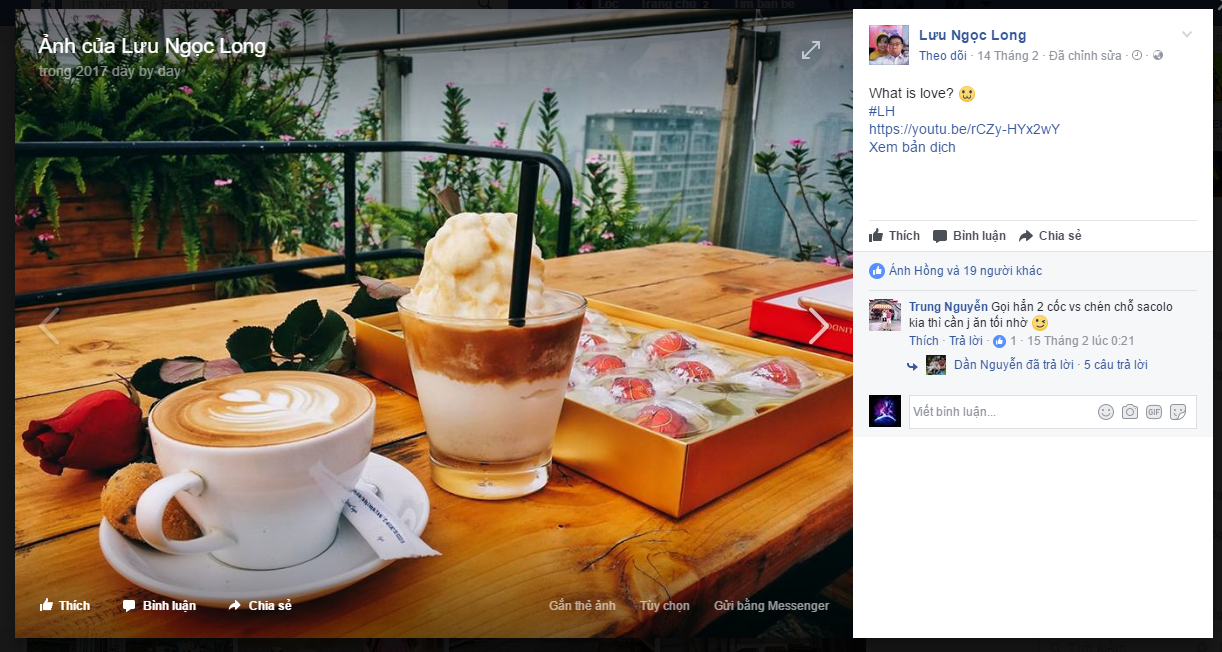 Ảnh của Lưu Ngọc Long
trong 2017 day by day
Thích
Bình luận
Chia sẻ
Gắn thẻ ảnh
Tùy chọn
Gửi bằng Messenger
Lưu Ngọc Long
Theo dõi · 14 Tháng 2 · Đã chỉnh sửa ·
What is love?
#LH
https://youtu.be/rCZy-HYx2wY
Xem bản dịch
Thích Bình luận Chia sẻ
Ánh Hồng và 19 người khác
Trung Nguyễn Gọi hẳn 2 cốc vs chén chỗ sacolo
kia thì cần j ăn tối nhờ
Thích · Trả lời · 1 · 15 Tháng 2 lúc 0:21
Dần Nguyễn đã trả lời · 5 câu trả lời
Viết bình luận...
GIF